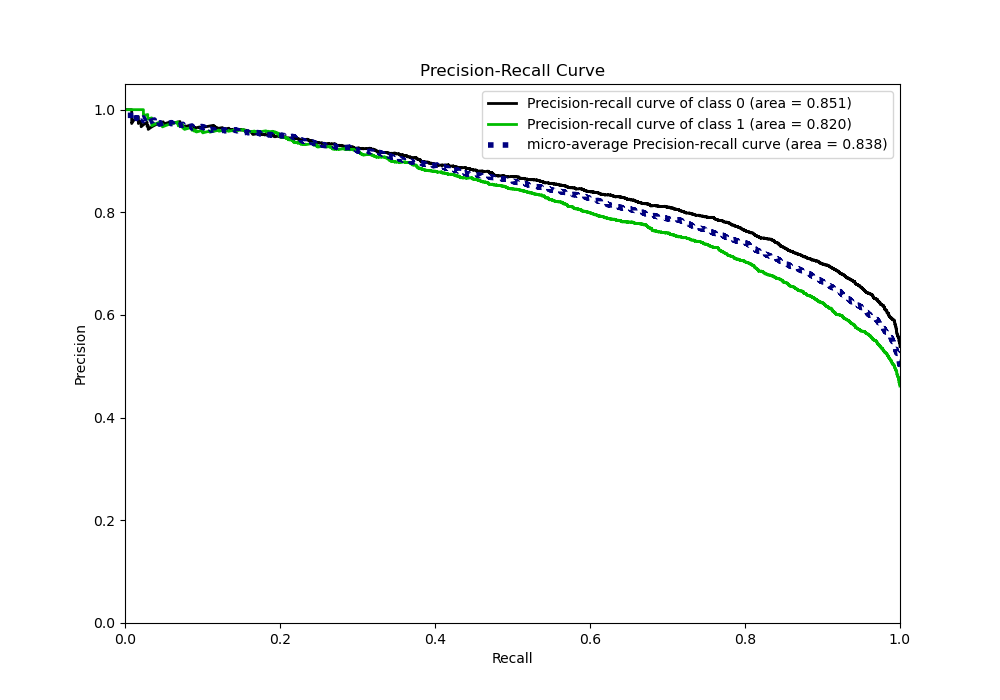 Precision-Recall Curve
Precision-recall curve of class 0 (area = 0.851)
Precision-recall curve of class 1 (area = 0.820)
micro-average Precision-recall curve (area = 0.838)
1.0
0.8
0.6
0.4
0.2
0.0
Precision
0.0 0.2 0.4 0.6 0.8 1.0
Recall